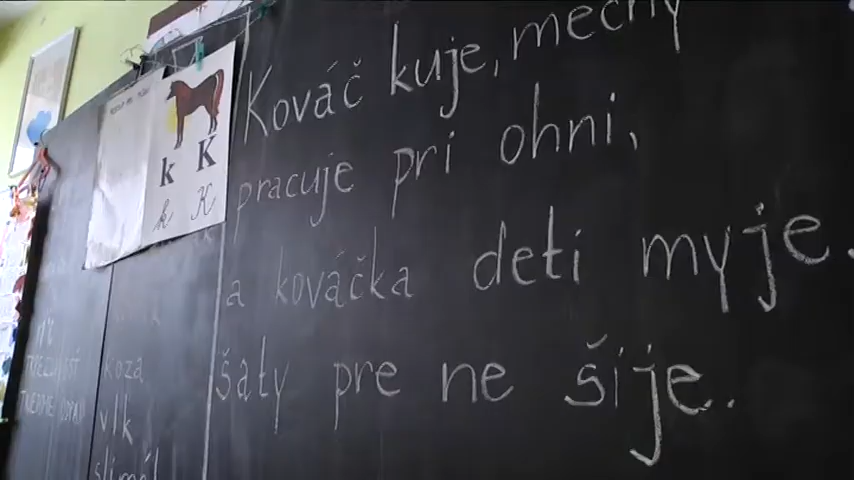 Kováč kuje, mechy
pracuje pri ohni,
a kováčka deti myje.
šaty pre ne šije.
k K
k K
koza
vlk